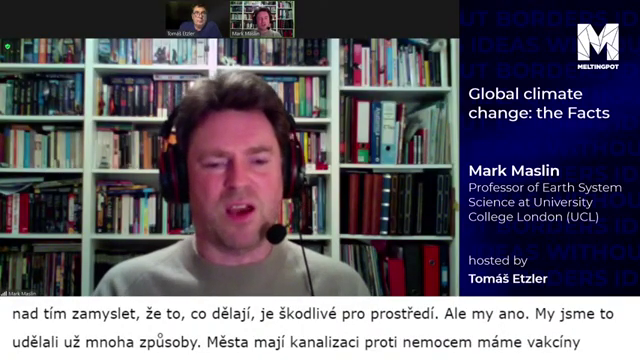 Tomáš Etzler
Mark Maslin
MELTINGPOT
Global climate
change: the Facts
Mark Maslin
Professor of Earth System
Science at University
College London (UCL)
hosted by
Tomáš Etzler
Mark Maslin
nad tím zamyslet, že to, co dělají, je škodlivé pro prostředí. Ale my ano. My jsme to
udělali už mnoha způsoby. Města mají kanalizaci proti nemocem máme vakcíny